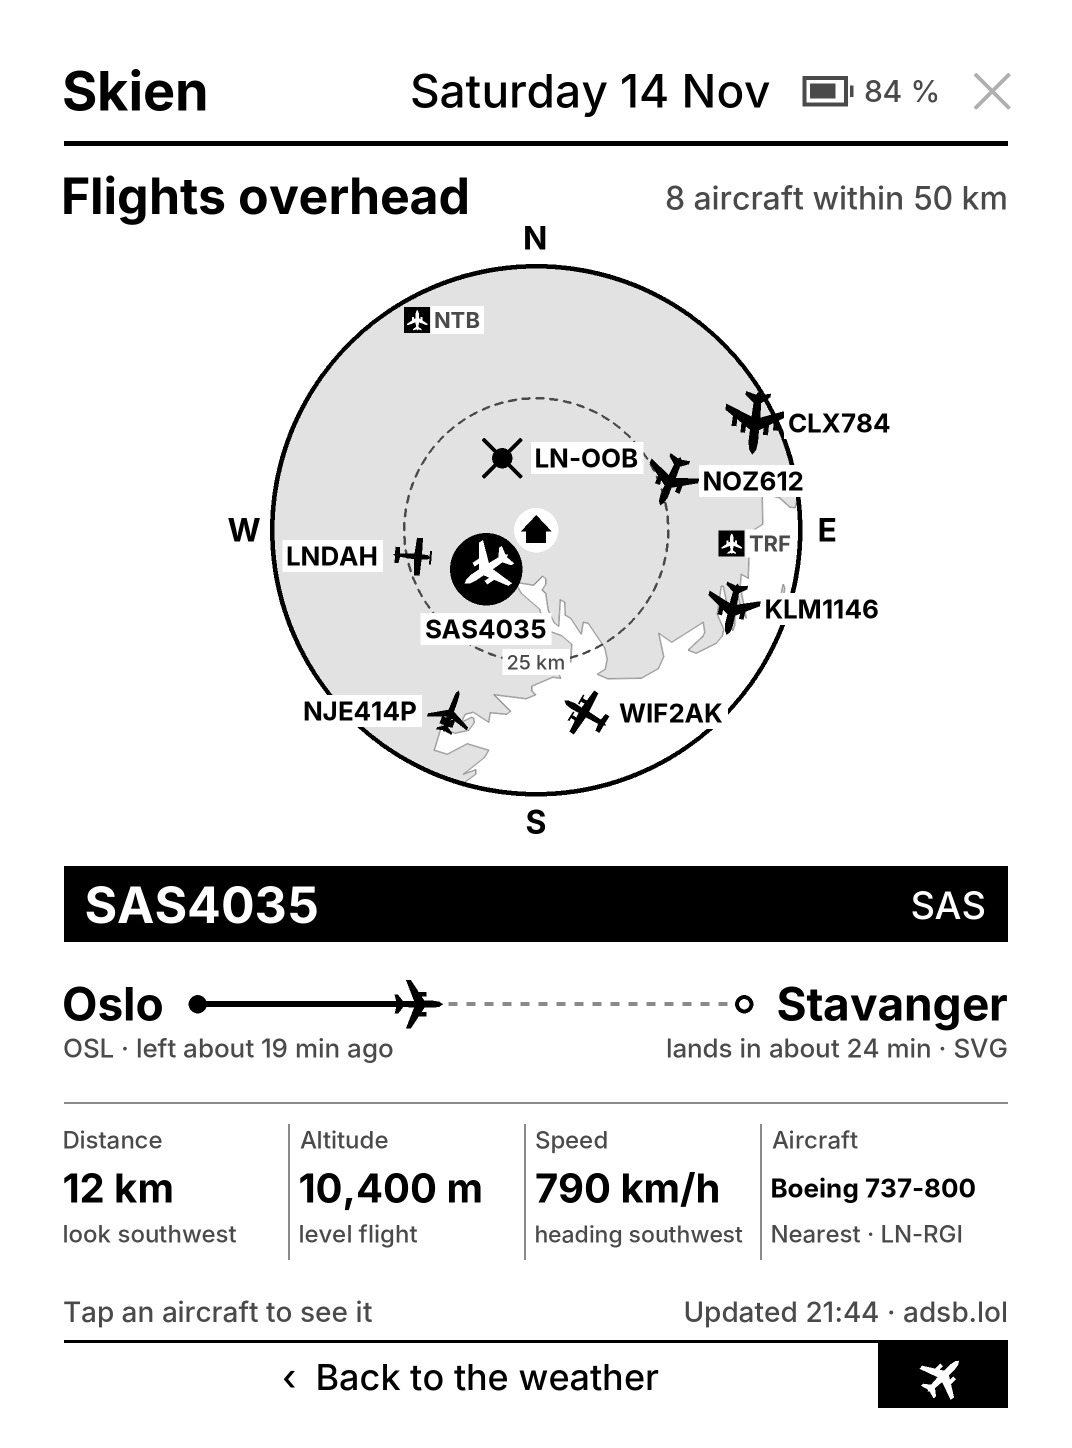 Skien
Saturday 14 Nov
84 %
Flights overhead
8 aircraft within 50 km
N
NTB
CLX784
LN-OOB
NOZ612
W
E
TRF
LNDAH
KLM1146
SAS4035
25 km
NJE414P
WIF2AK
S
SAS4035
SAS
Oslo
Stavanger
OSL · left about 19 min ago
lands in about 24 min · SVG
Distance
12 km
look southwest
Altitude
10,400 m
level flight
Speed
790 km/h
heading southwest
Aircraft
Boeing 737-800
Nearest · LN-RGI
Tap an aircraft to see it
Updated 21:44 · adsb.lol
‹ Back to the weather